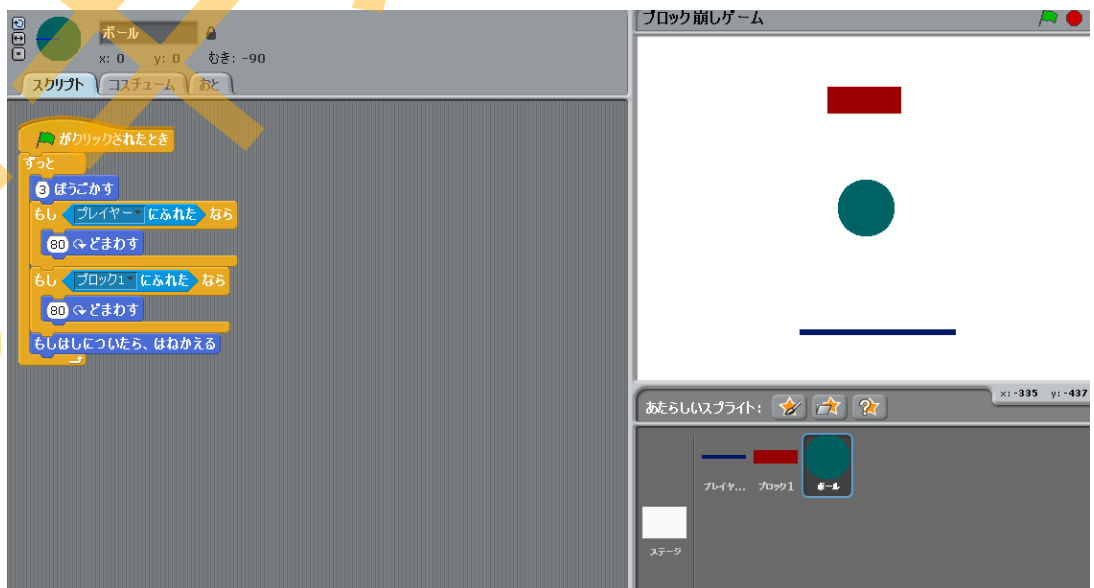 ボール
x: 0 y: 0 むき: -90
スクリプト コスチューム おと
がクリックされたとき
ずっと
3 ほうごかす
もし プレイヤー にふれた なら
80 どまわす
もし ブロック1 にふれた なら
80 どまわす
もしはしについたら、はねかえる
ブロック崩しゲーム
x: -335 y: -437
あたらしいスプライト:
プレイヤ... ブロック1 ボール
ステージ